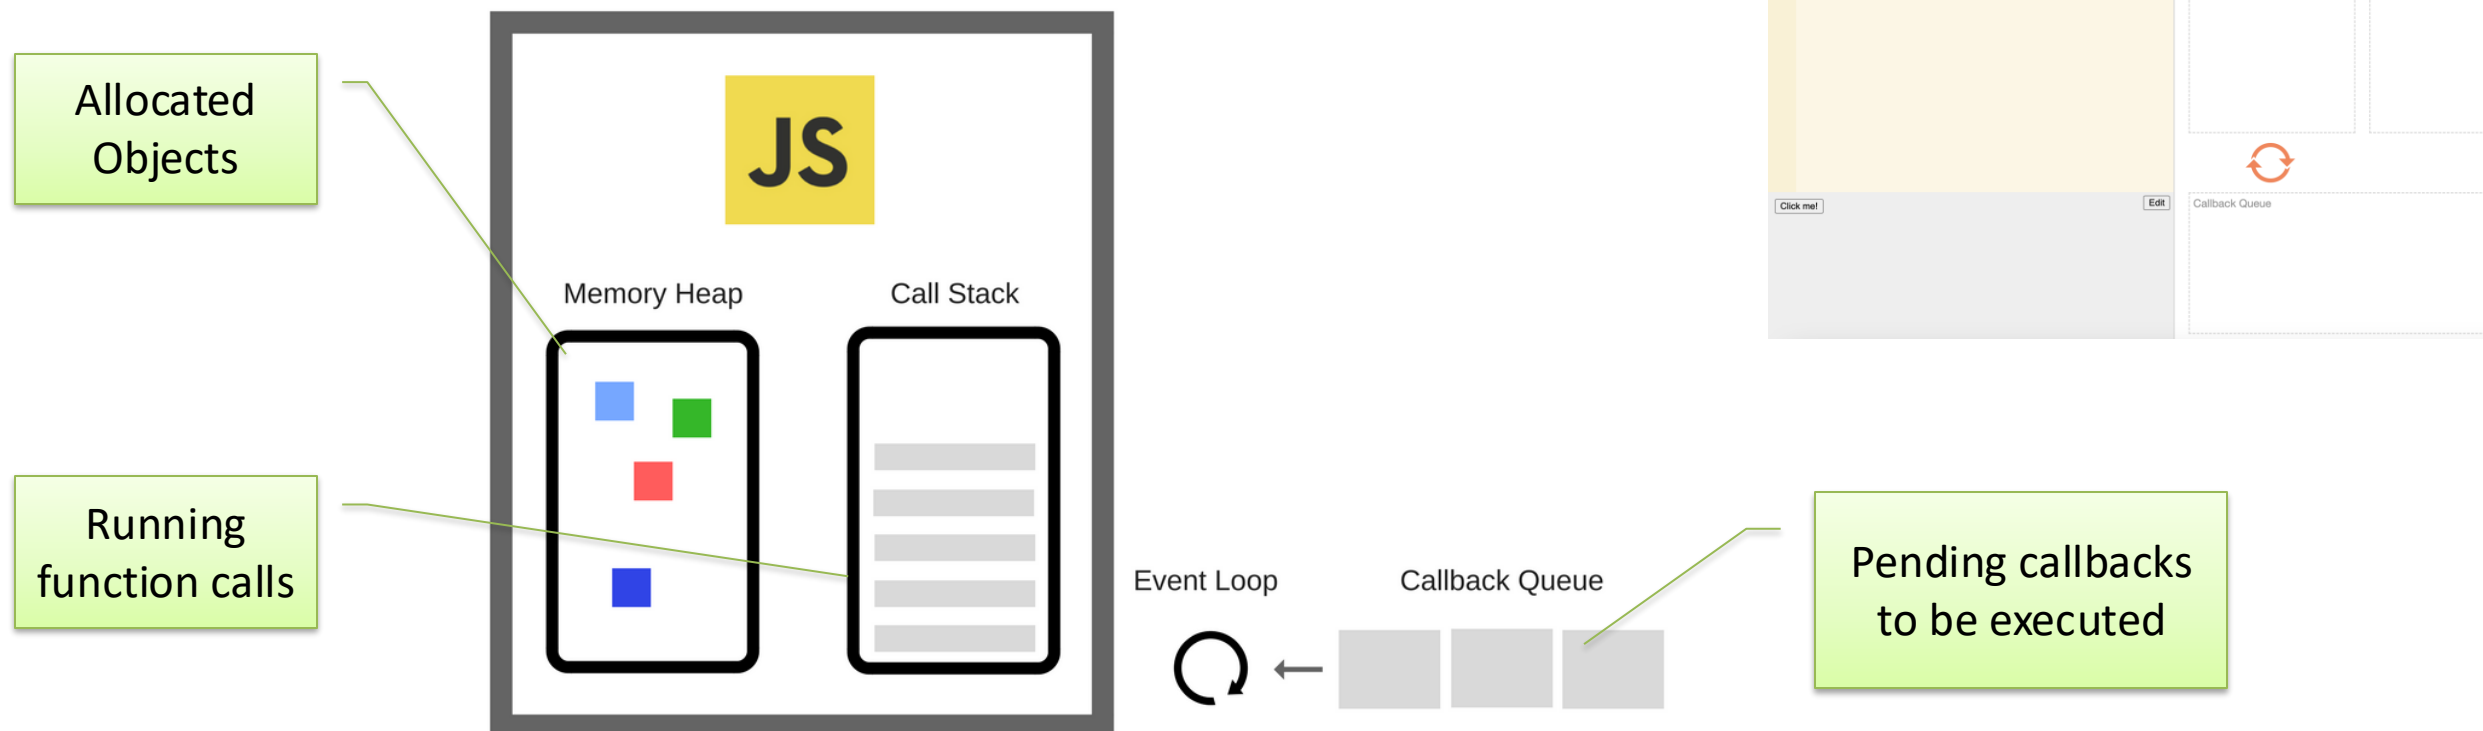 Allocated
Objects
JS
Memory Heap
Call Stack
Running
function calls
Event Loop
Callback Queue
Pending callbacks
to be executed
Click me!
Edit
Callback Queue